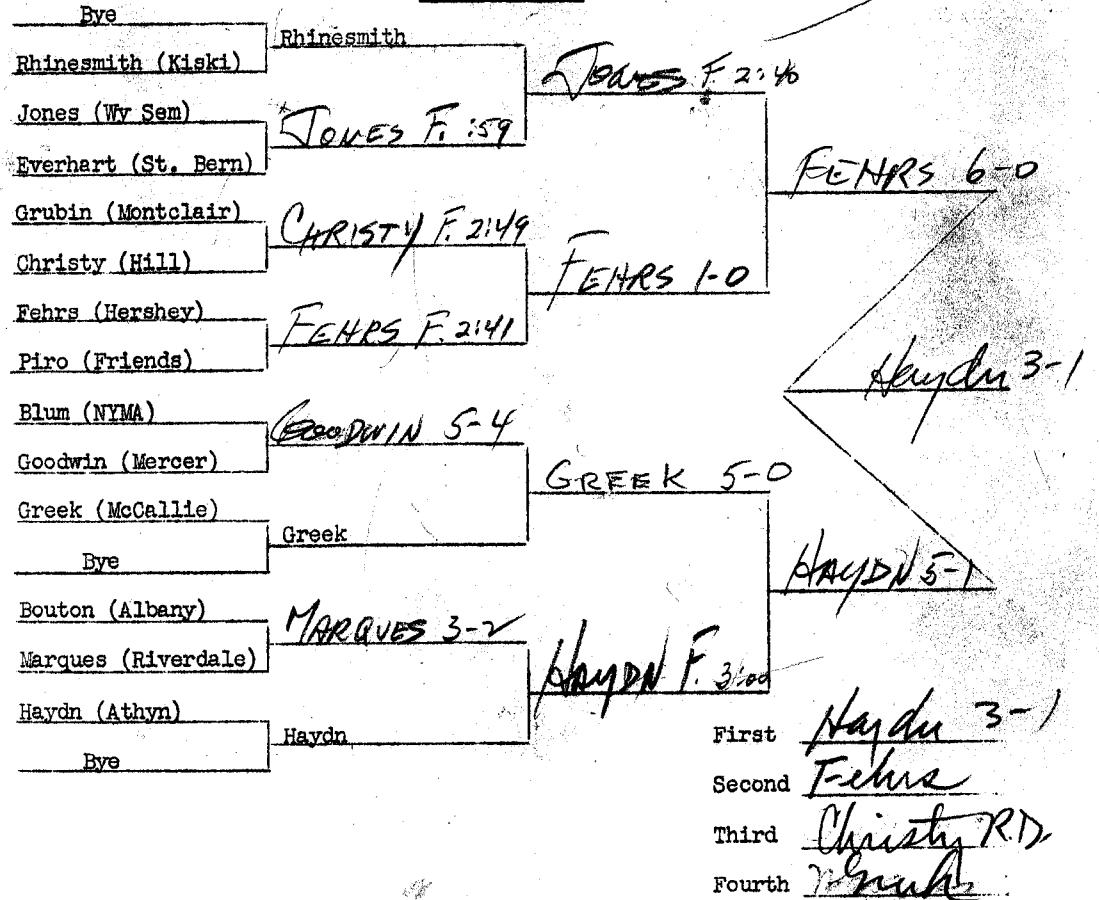 Bye
Rhinesmith (Kiski)
Rhinesmith
Jones (Wy Sem)
Everhart (St. Bern)
*JONES F. :59
JONES F. 2:46
Grubin (Montclair)
Christy (Hill)
CHRISTY F. 2:49
Fehrs (Hershey)
Piro (Friends)
FEHRS F. 2:41
FEHRS 1-0
FEHRS 6-0
Blum (NYMA)
Goodwin (Mercer)
GOODWIN 5-4
Greek (McCallie)
Bye
Greek
GREEK 5-0
Bouton (Albany)
Marques (Riverdale)
MARQUES 3-2
Haydn (Athyn)
Bye
Haydn
HAYDN F. 3:00
HAYDN 5-1
Haydn 3-1
First Haydn 3-1
Second Fehrs
Third Christy R.D.
Fourth